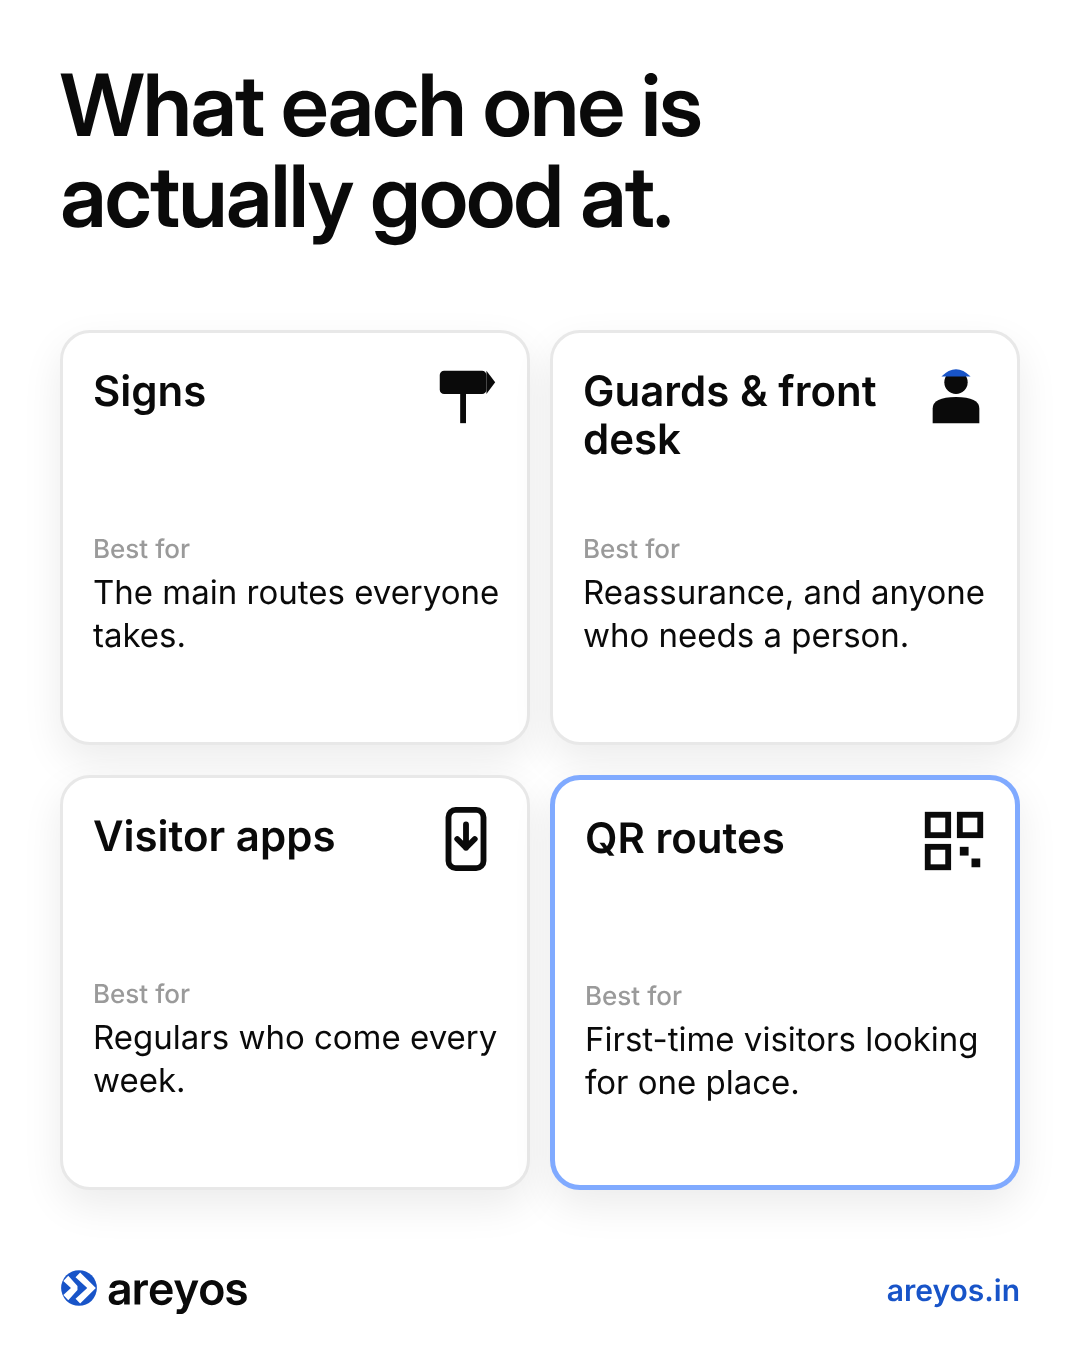 What each one is
actually good at.
Signs
Best for
The main routes everyone
takes.
Guards & front
desk
Best for
Reassurance, and anyone
who needs a person.
Visitor apps
Best for
Regulars who come every
week.
QR routes
Best for
First-time visitors looking
for one place.
areyos
areyos.in